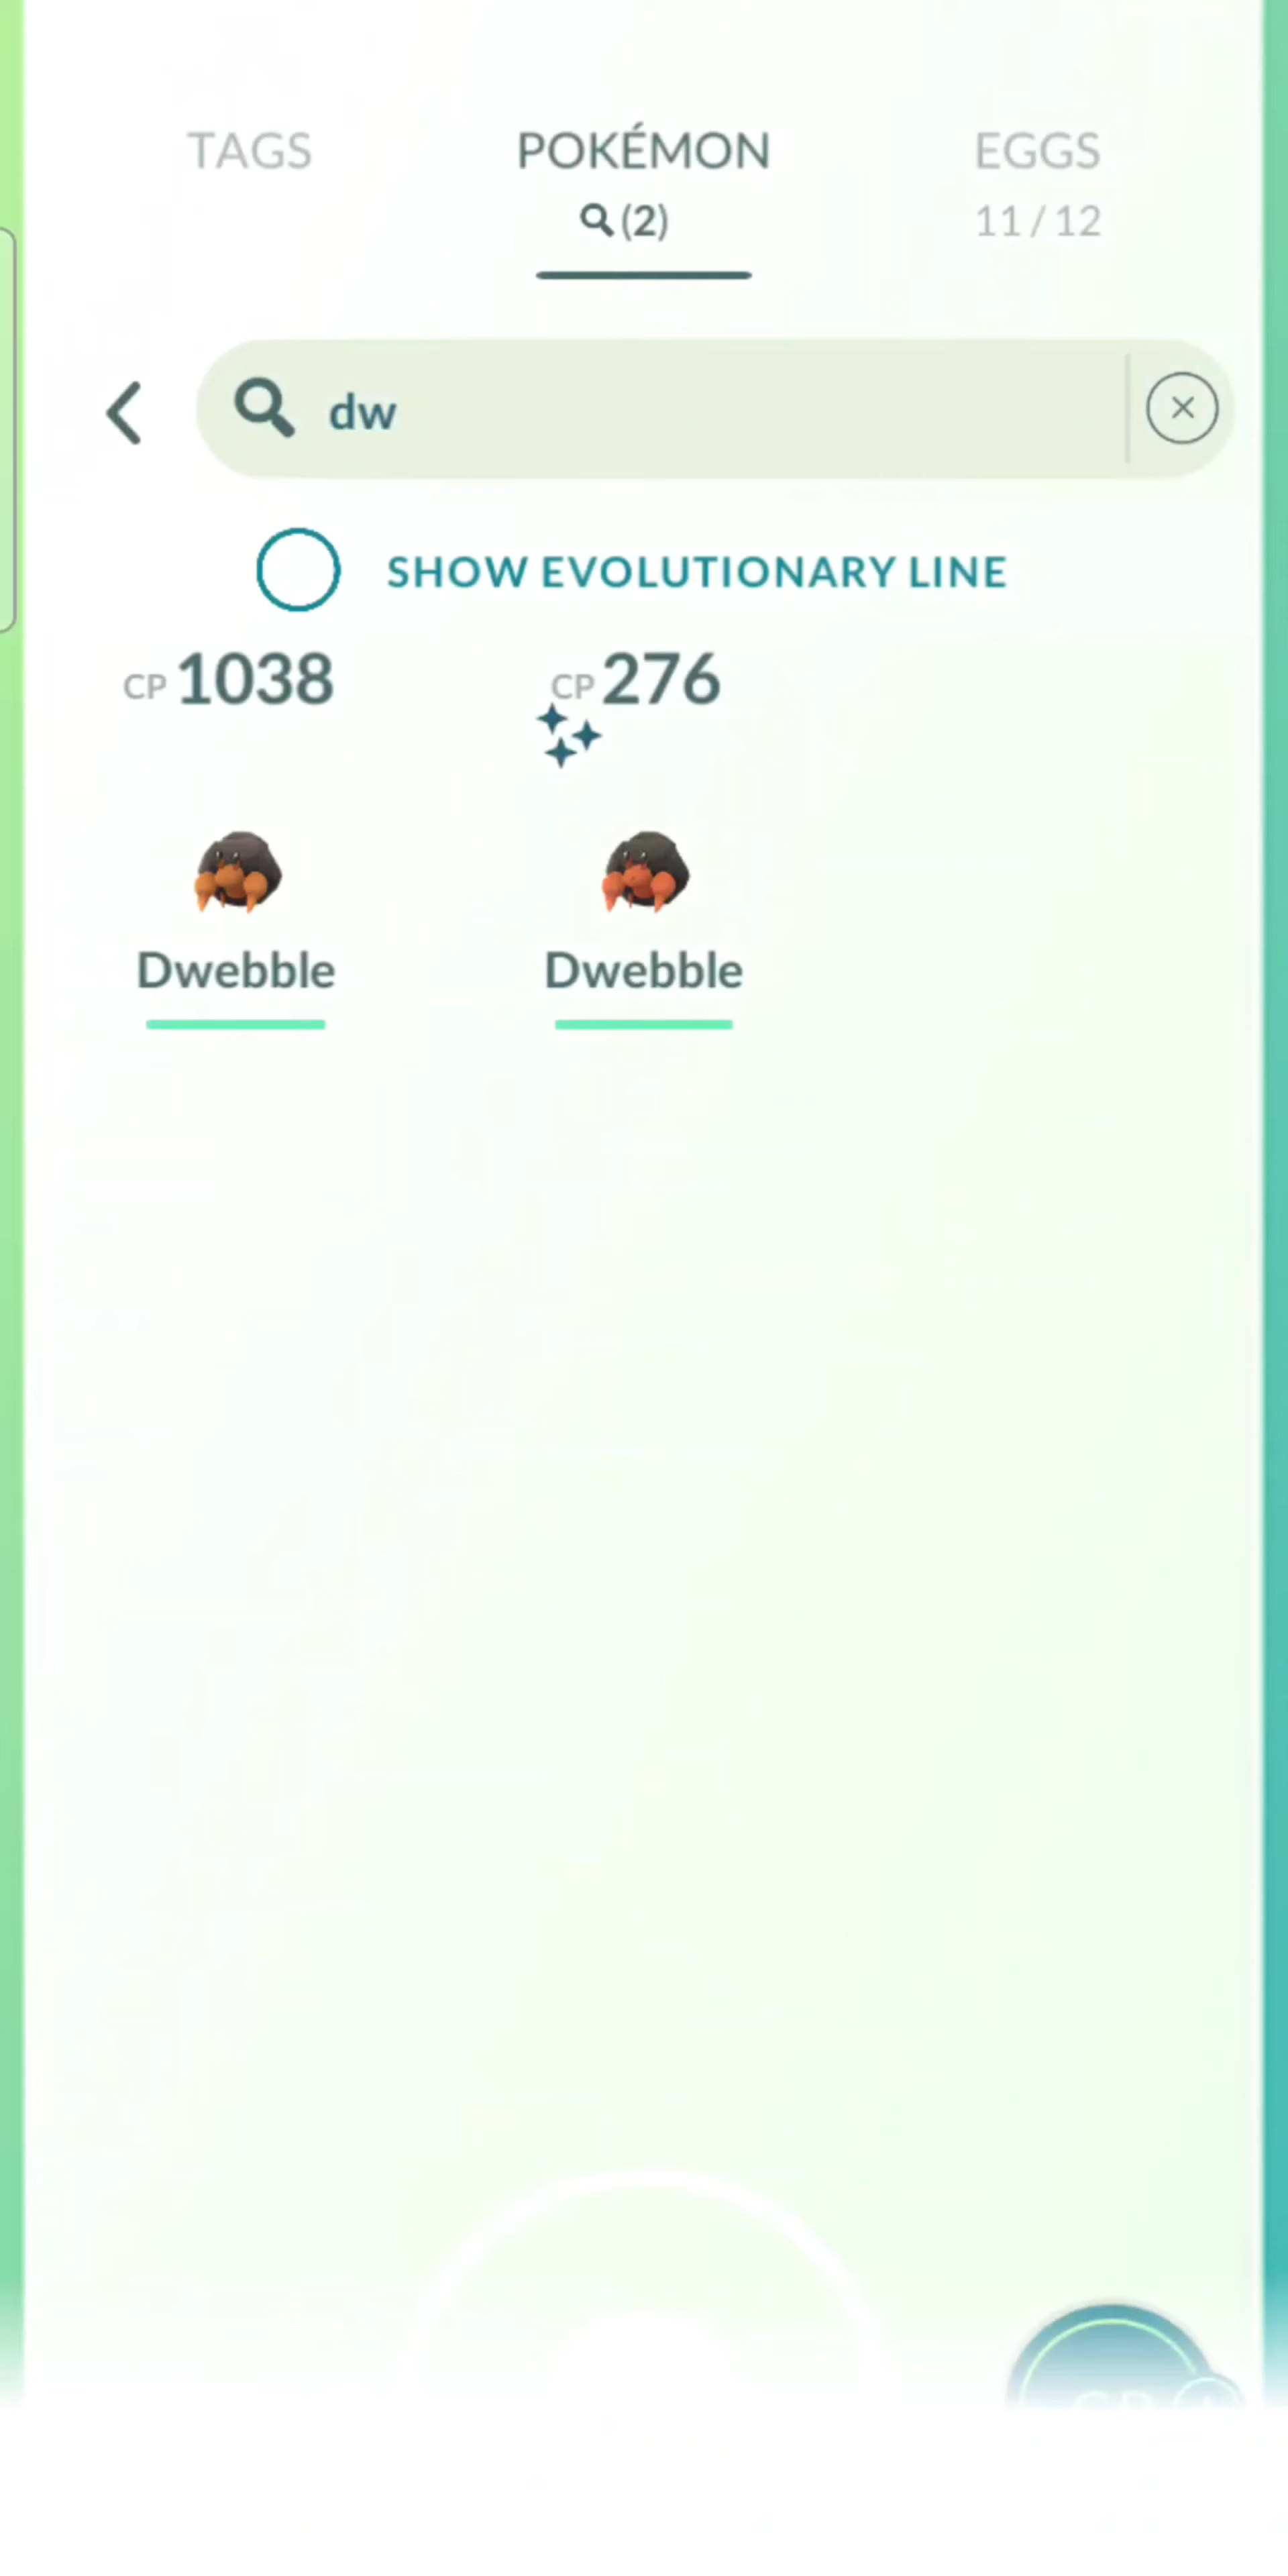 TAGS POKÉMON EGGS
(2) 11 / 12
dw
SHOW EVOLUTIONARY LINE
CP 1038 CP 276
Dwebble Dwebble